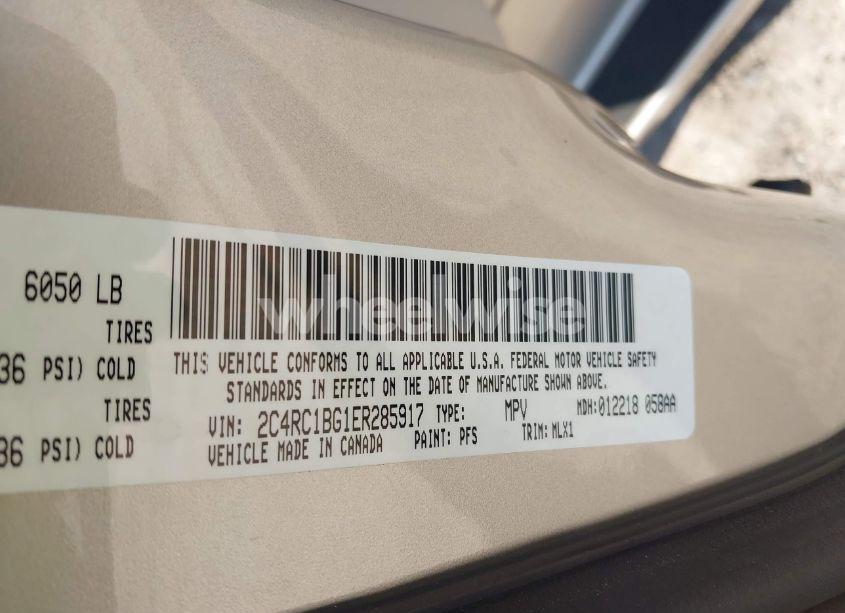 6050 LB
TIRES
36 PSI) COLD
TIRES
36 PSI) COLD
wheelwise
THIS VEHICLE CONFORMS TO ALL APPLICABLE U.S.A. FEDERAL MOTOR VEHICLE SAFETY
STANDARDS IN EFFECT ON THE DATE OF MANUFACTURE SHOWN ABOVE.
VIN: 2C4RC1BG1ER285917 TYPE: MPV MDH:012218 058AA
VEHICLE MADE IN CANADA PAINT: PFS TRIM: MLX1